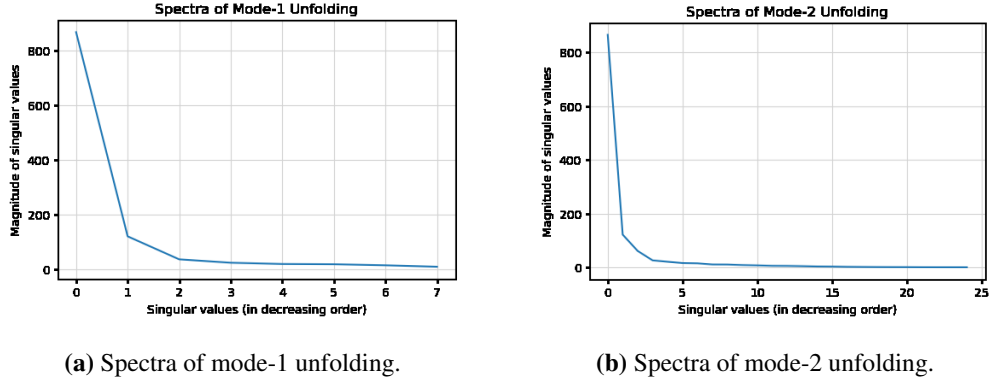 Spectra of Mode-1 Unfolding
Magnitude of singular values
800
600
400
200
0
0 1 2 3 4 5 6 7
Singular values (in decreasing order)
(a) Spectra of mode-1 unfolding.
Spectra of Mode-2 Unfolding
Magnitude of singular values
800
600
400
200
0
0 5 10 15 20 25
Singular values (in decreasing order)
(b) Spectra of mode-2 unfolding.